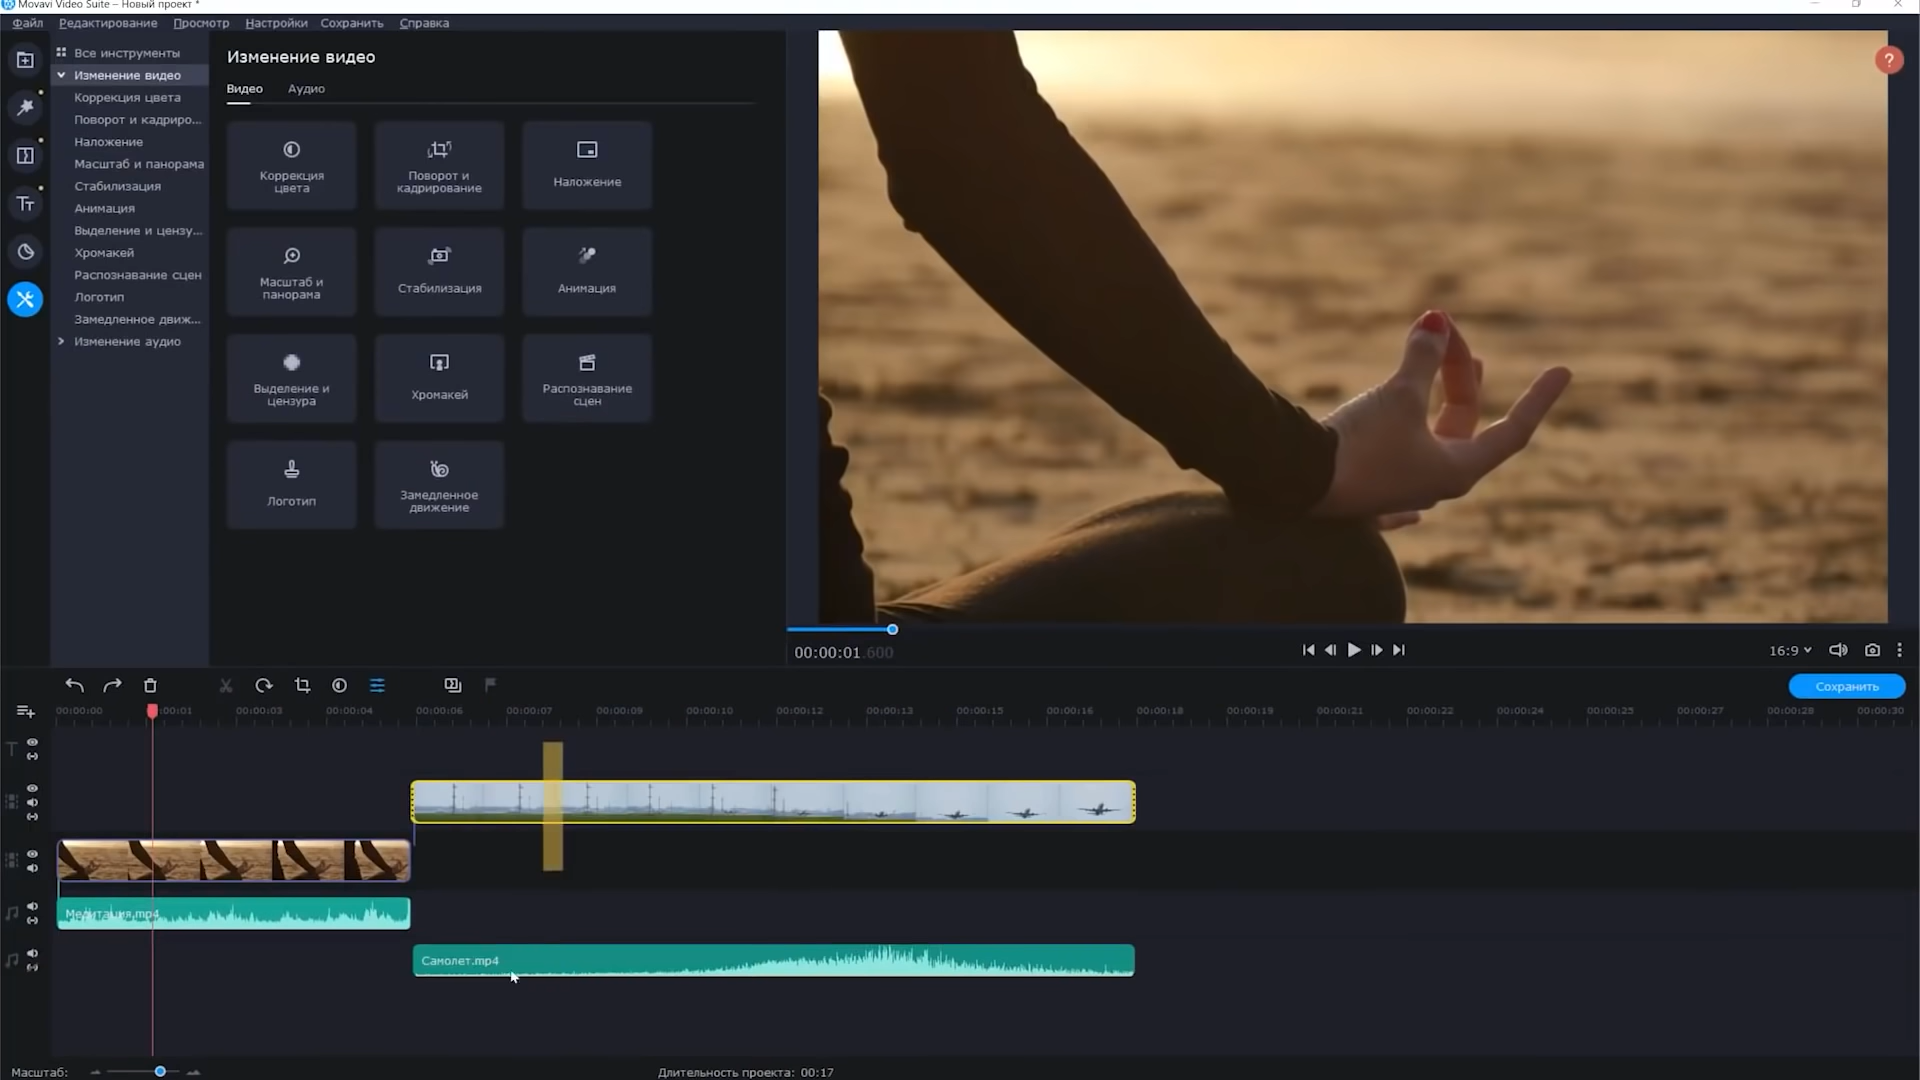 Movavi Video Suite – Новый проект *
Файл Редактирование Просмотр Настройки Сохранить Справка
Все инструменты
Изменение видео
Коррекция цвета
Поворот и кадриро...
Наложение
Масштаб и панорама
Стабилизация
Анимация
Выделение и цензу...
Хромакей
Распознавание сцен
Логотип
Замедленное движ...
Изменение аудио
Изменение видео
Видео Аудио
Коррекция
цвета
Поворот и
кадрирование
Наложение
Масштаб и
панорама
Стабилизация
Анимация
Выделение и
цензура
Хромакей
Распознавание
сцен
Логотип
Замедленное
движение
?
00:00:01.600
16:9
Сохранить
00:00:00 :00:01 00:00:03 00:00:04 00:00:06 00:00:07 00:00:09 00:00:10 00:00:12 00:00:13 00:00:15 00:00:16 00:00:18 00:00:19 00:00:21 00:00:22 00:00:24 00:00:25 00:00:27 00:00:28 00:00:30
Медитация.mp4
Самолет.mp4
Масштаб:
Длительность проекта: 00:17